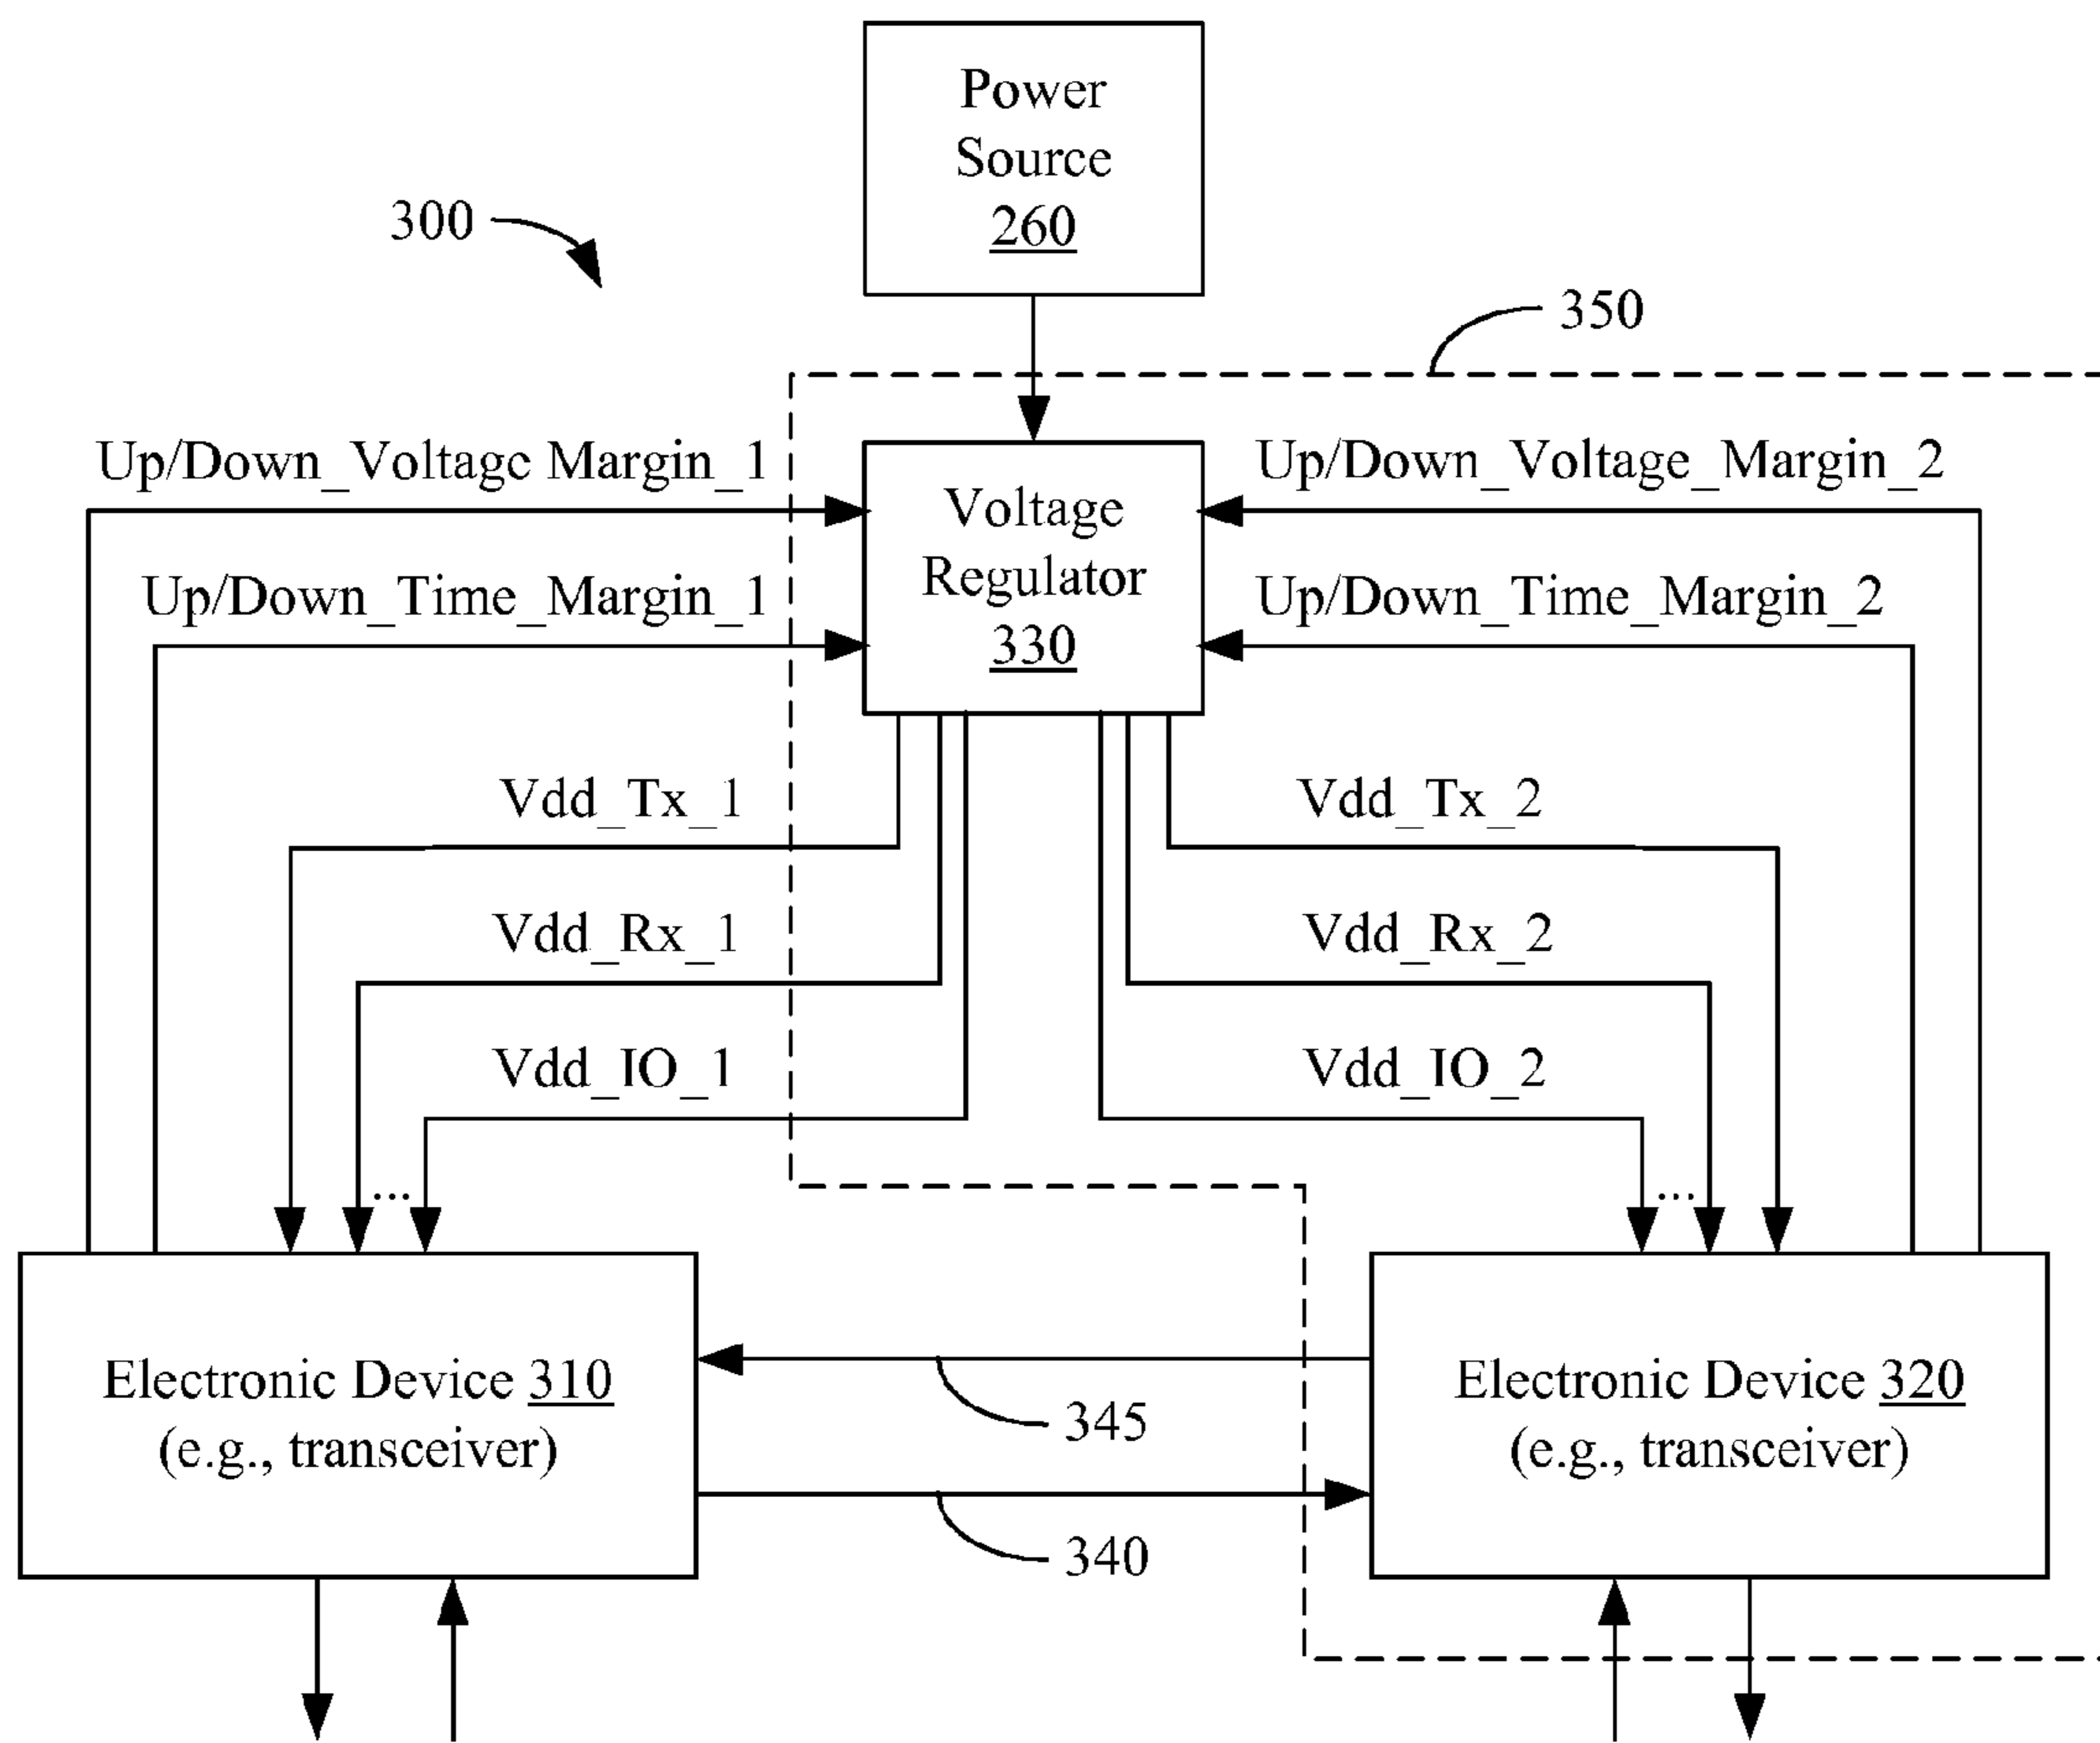 Power
Source
260
300
350
Up/Down_Voltage Margin_1
Up/Down_Voltage_Margin_2
Voltage
Regulator
330
Up/Down_Time_Margin_1
Up/Down_Time_Margin_2
Vdd_Tx_1
Vdd_Tx_2
Vdd_Rx_1
Vdd_Rx_2
Vdd_IO_1
Vdd_IO_2
...
...
Electronic Device 310
(e.g., transceiver)
345
340
Electronic Device 320
(e.g., transceiver)